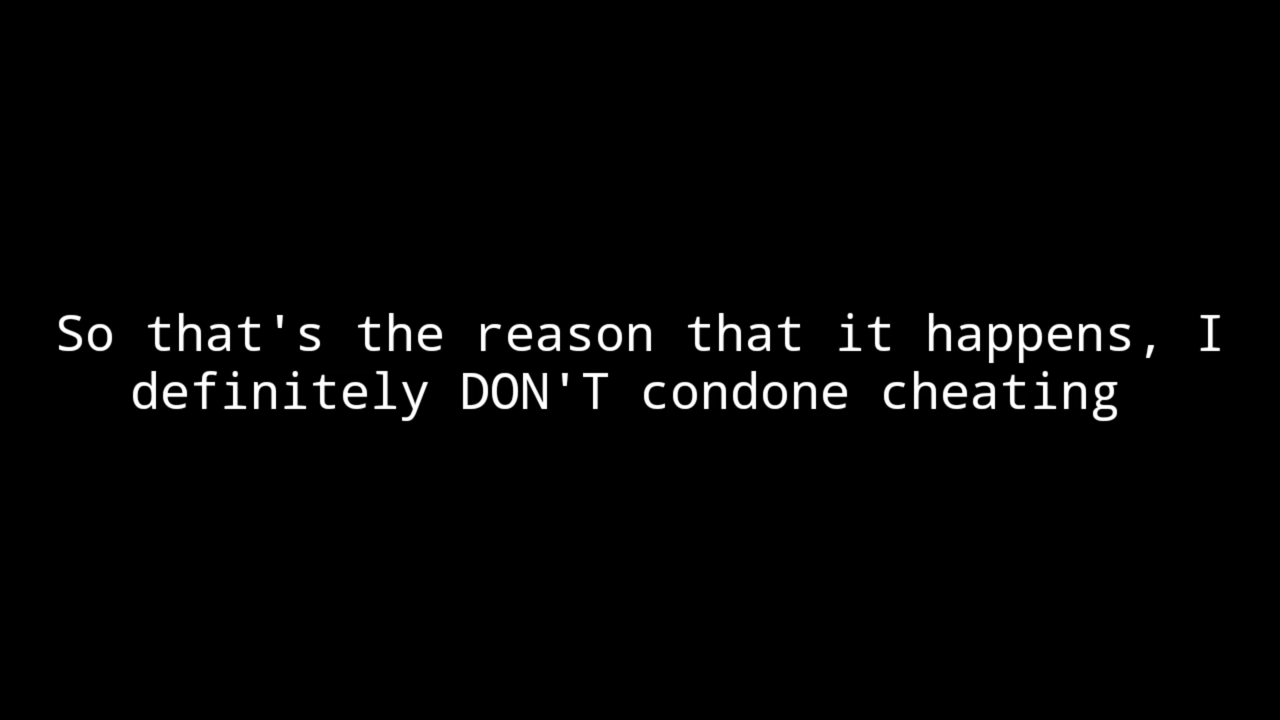 So that's the reason that it happens, I
definitely DON'T condone cheating